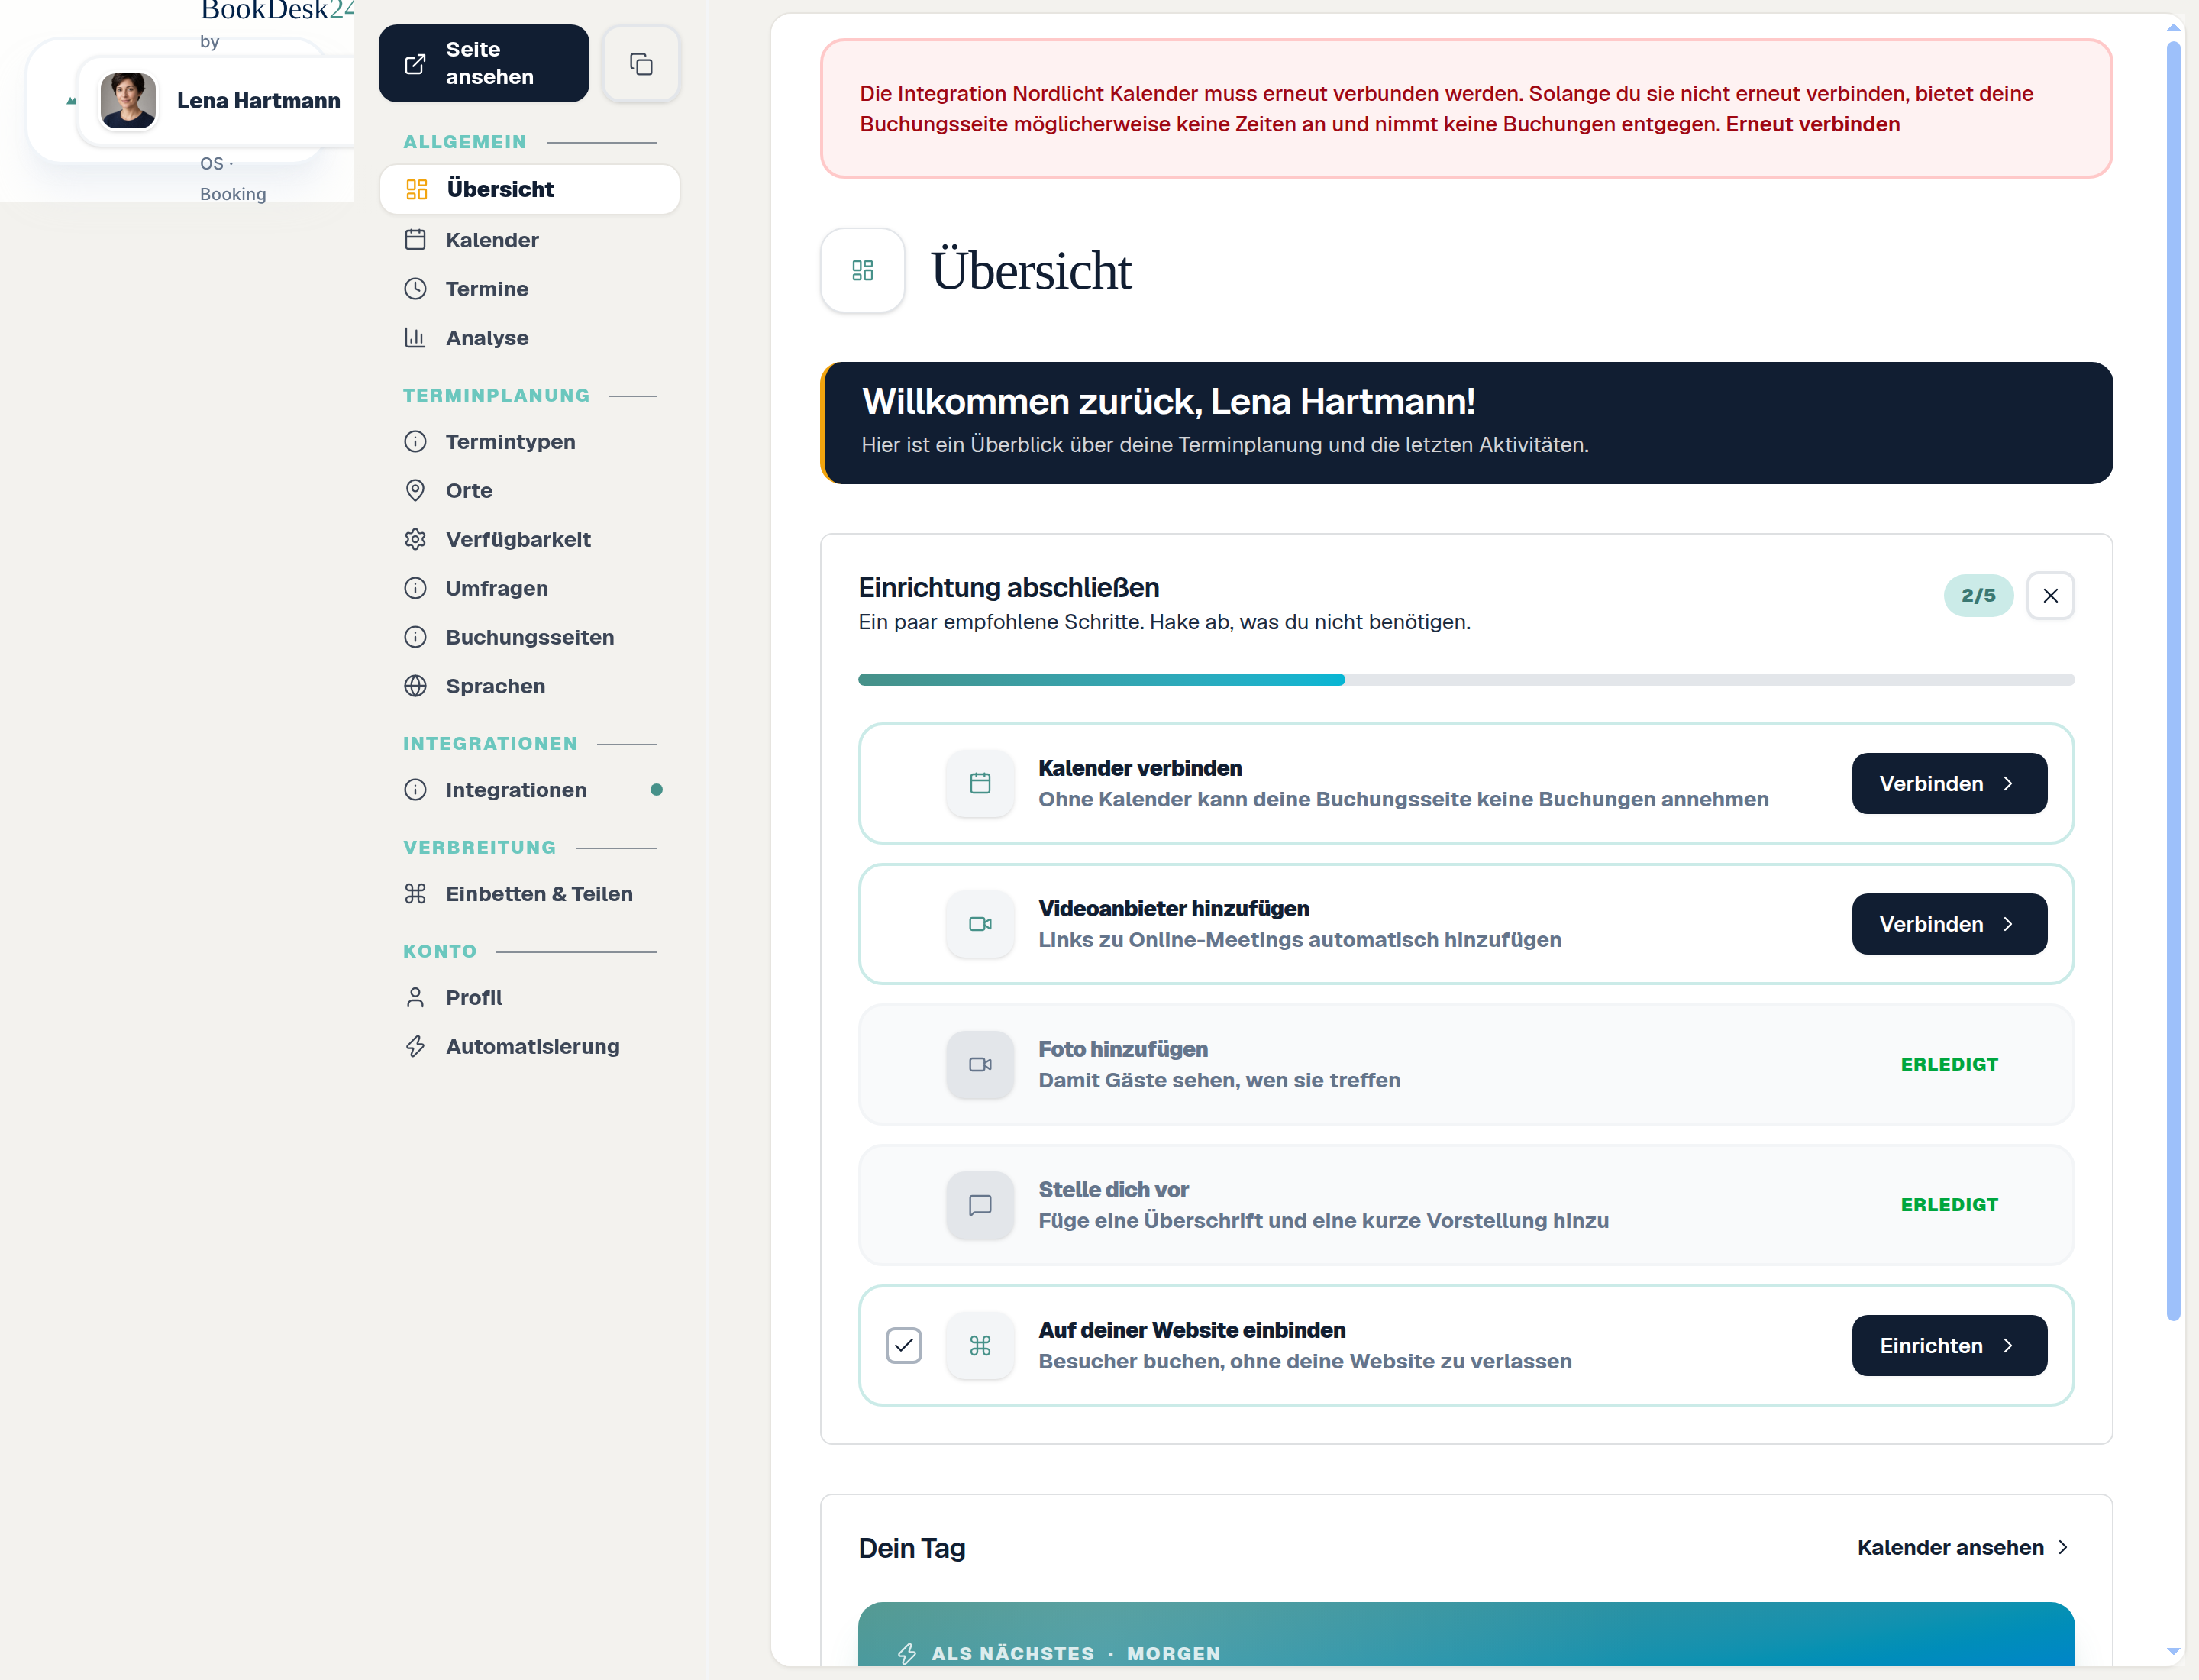 BookDesk24
by
Lena Hartmann
OS ·
Booking
Seite
ansehen
ALLGEMEIN
Übersicht
Kalender
Termine
Analyse
TERMINPLANUNG
Termintypen
Orte
Verfügbarkeit
Umfragen
Buchungsseiten
Sprachen
INTEGRATIONEN
Integrationen
VERBREITUNG
Einbetten & Teilen
KONTO
Profil
Automatisierung
Die Integration Nordlicht Kalender muss erneut verbunden werden. Solange du sie nicht erneut verbinden, bietet deine
Buchungsseite möglicherweise keine Zeiten an und nimmt keine Buchungen entgegen. Erneut verbinden
Übersicht
Willkommen zurück, Lena Hartmann!
Hier ist ein Überblick über deine Terminplanung und die letzten Aktivitäten.
Einrichtung abschließen
Ein paar empfohlene Schritte. Hake ab, was du nicht benötigen.
2/5
Kalender verbinden
Ohne Kalender kann deine Buchungsseite keine Buchungen annehmen
Verbinden
Videoanbieter hinzufügen
Links zu Online-Meetings automatisch hinzufügen
Verbinden
Foto hinzufügen
Damit Gäste sehen, wen sie treffen
ERLEDIGT
Stelle dich vor
Füge eine Überschrift und eine kurze Vorstellung hinzu
ERLEDIGT
Auf deiner Website einbinden
Besucher buchen, ohne deine Website zu verlassen
Einrichten
Dein Tag
Kalender ansehen
ALS NÄCHSTES · MORGEN